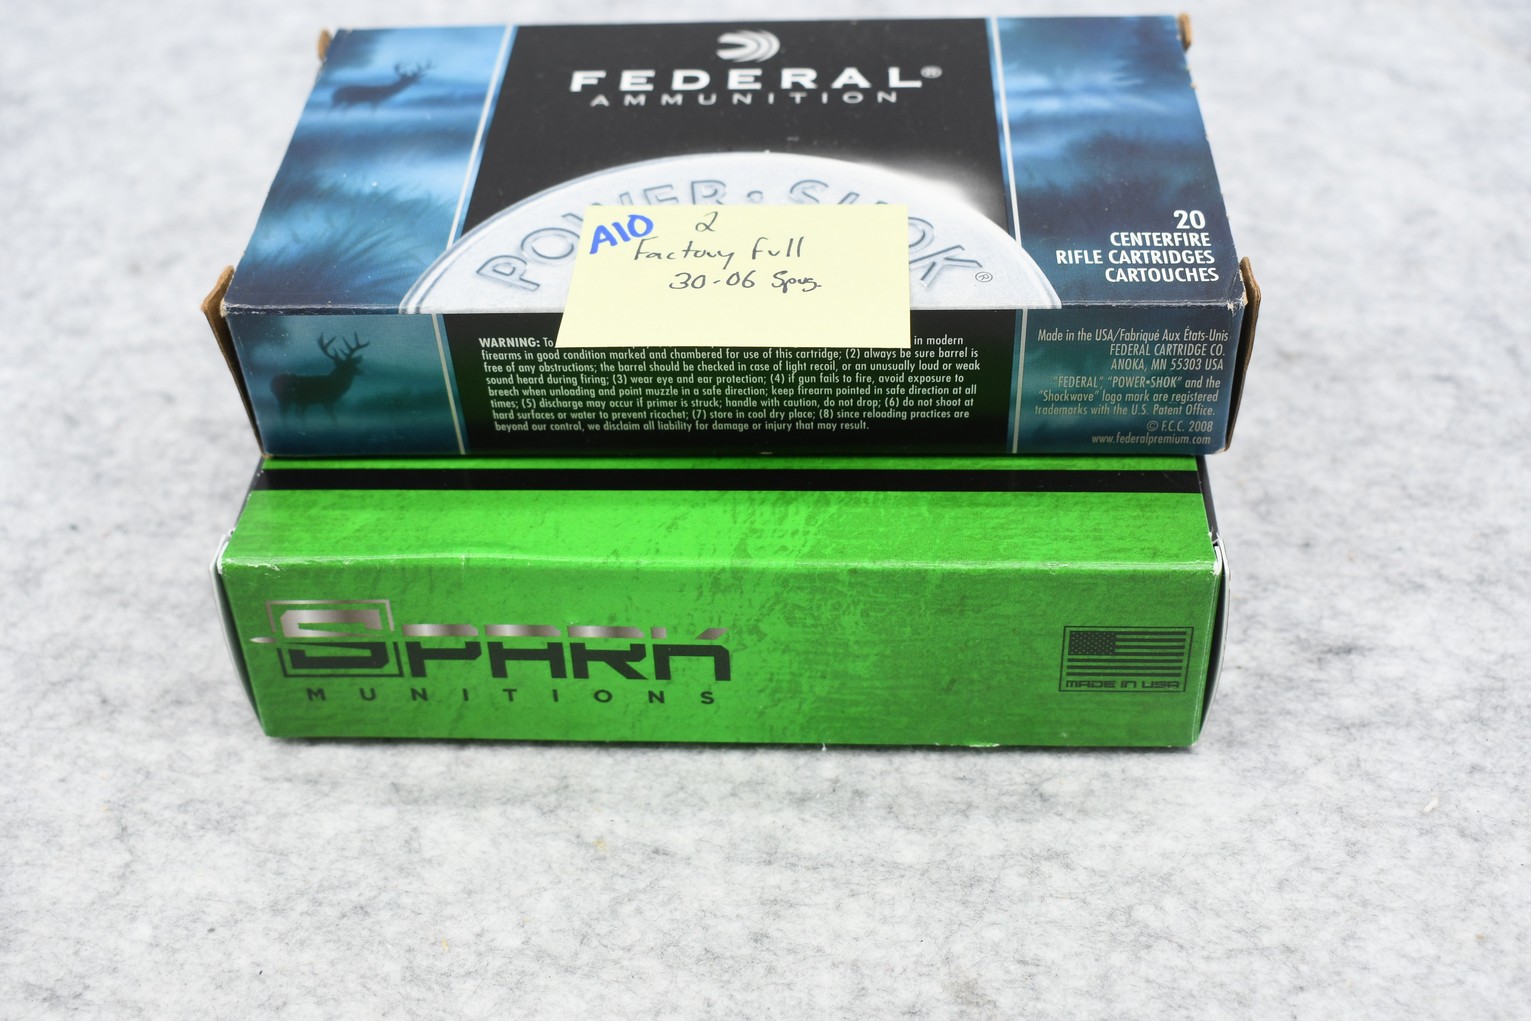 FEDERAL®
AMMUNITION
POWER•SHOK®
A10 2
Factory Full
30-06 Spng.
20
CENTERFIRE
RIFLE CARTRIDGES
CARTOUCHES
WARNING: To in modern
firearms in good condition marked and chambered for use of this cartridge; (2) always be sure barrel is
free of any obstructions; the barrel should be checked in case of light recoil, or an unusually loud or weak
sound heard during firing; (3) wear eye and ear protection; (4) if gun fails to fire, avoid exposure to
breech when unloading and point muzzle in a safe direction; keep firearm pointed in safe direction at all
times; (5) discharge may occur if primer is struck; handle with caution, do not drop; (6) do not shoot at
hard surfaces or water to prevent ricochet; (7) store in cool dry place; (8) since reloading practices are
beyond our control, we disclaim all liability for damage or injury that may result.
Made in the USA/Fabriqué Aux États-Unis
FEDERAL CARTRIDGE CO.
ANOKA, MN 55303 USA
"FEDERAL", "POWER•SHOK" and the
"Shockwave" logo mark are registered
trademarks with the U.S. Patent Office.
© F.C.C. 2008
www.federalpremium.com
SPARK
MUNITIONS
MADE IN USA